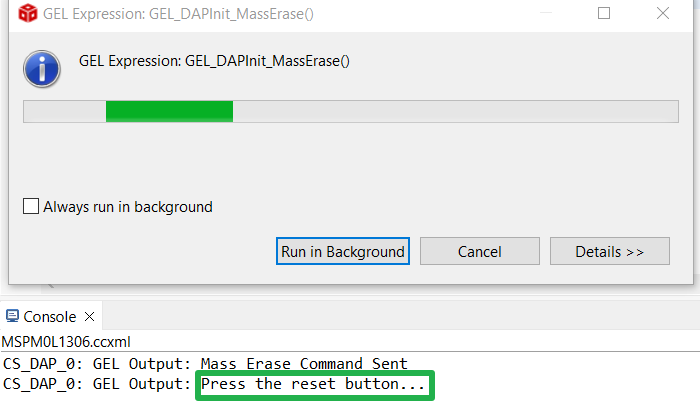 GEL Expression: GEL_DAPInit_MassErase()
GEL Expression: GEL_DAPInit_MassErase()
Always run in background
Run in Background Cancel Details >>
Console
MSPM0L1306.ccxml
CS_DAP_0: GEL Output: Mass Erase Command Sent
CS_DAP_0: GEL Output: Press the reset button...